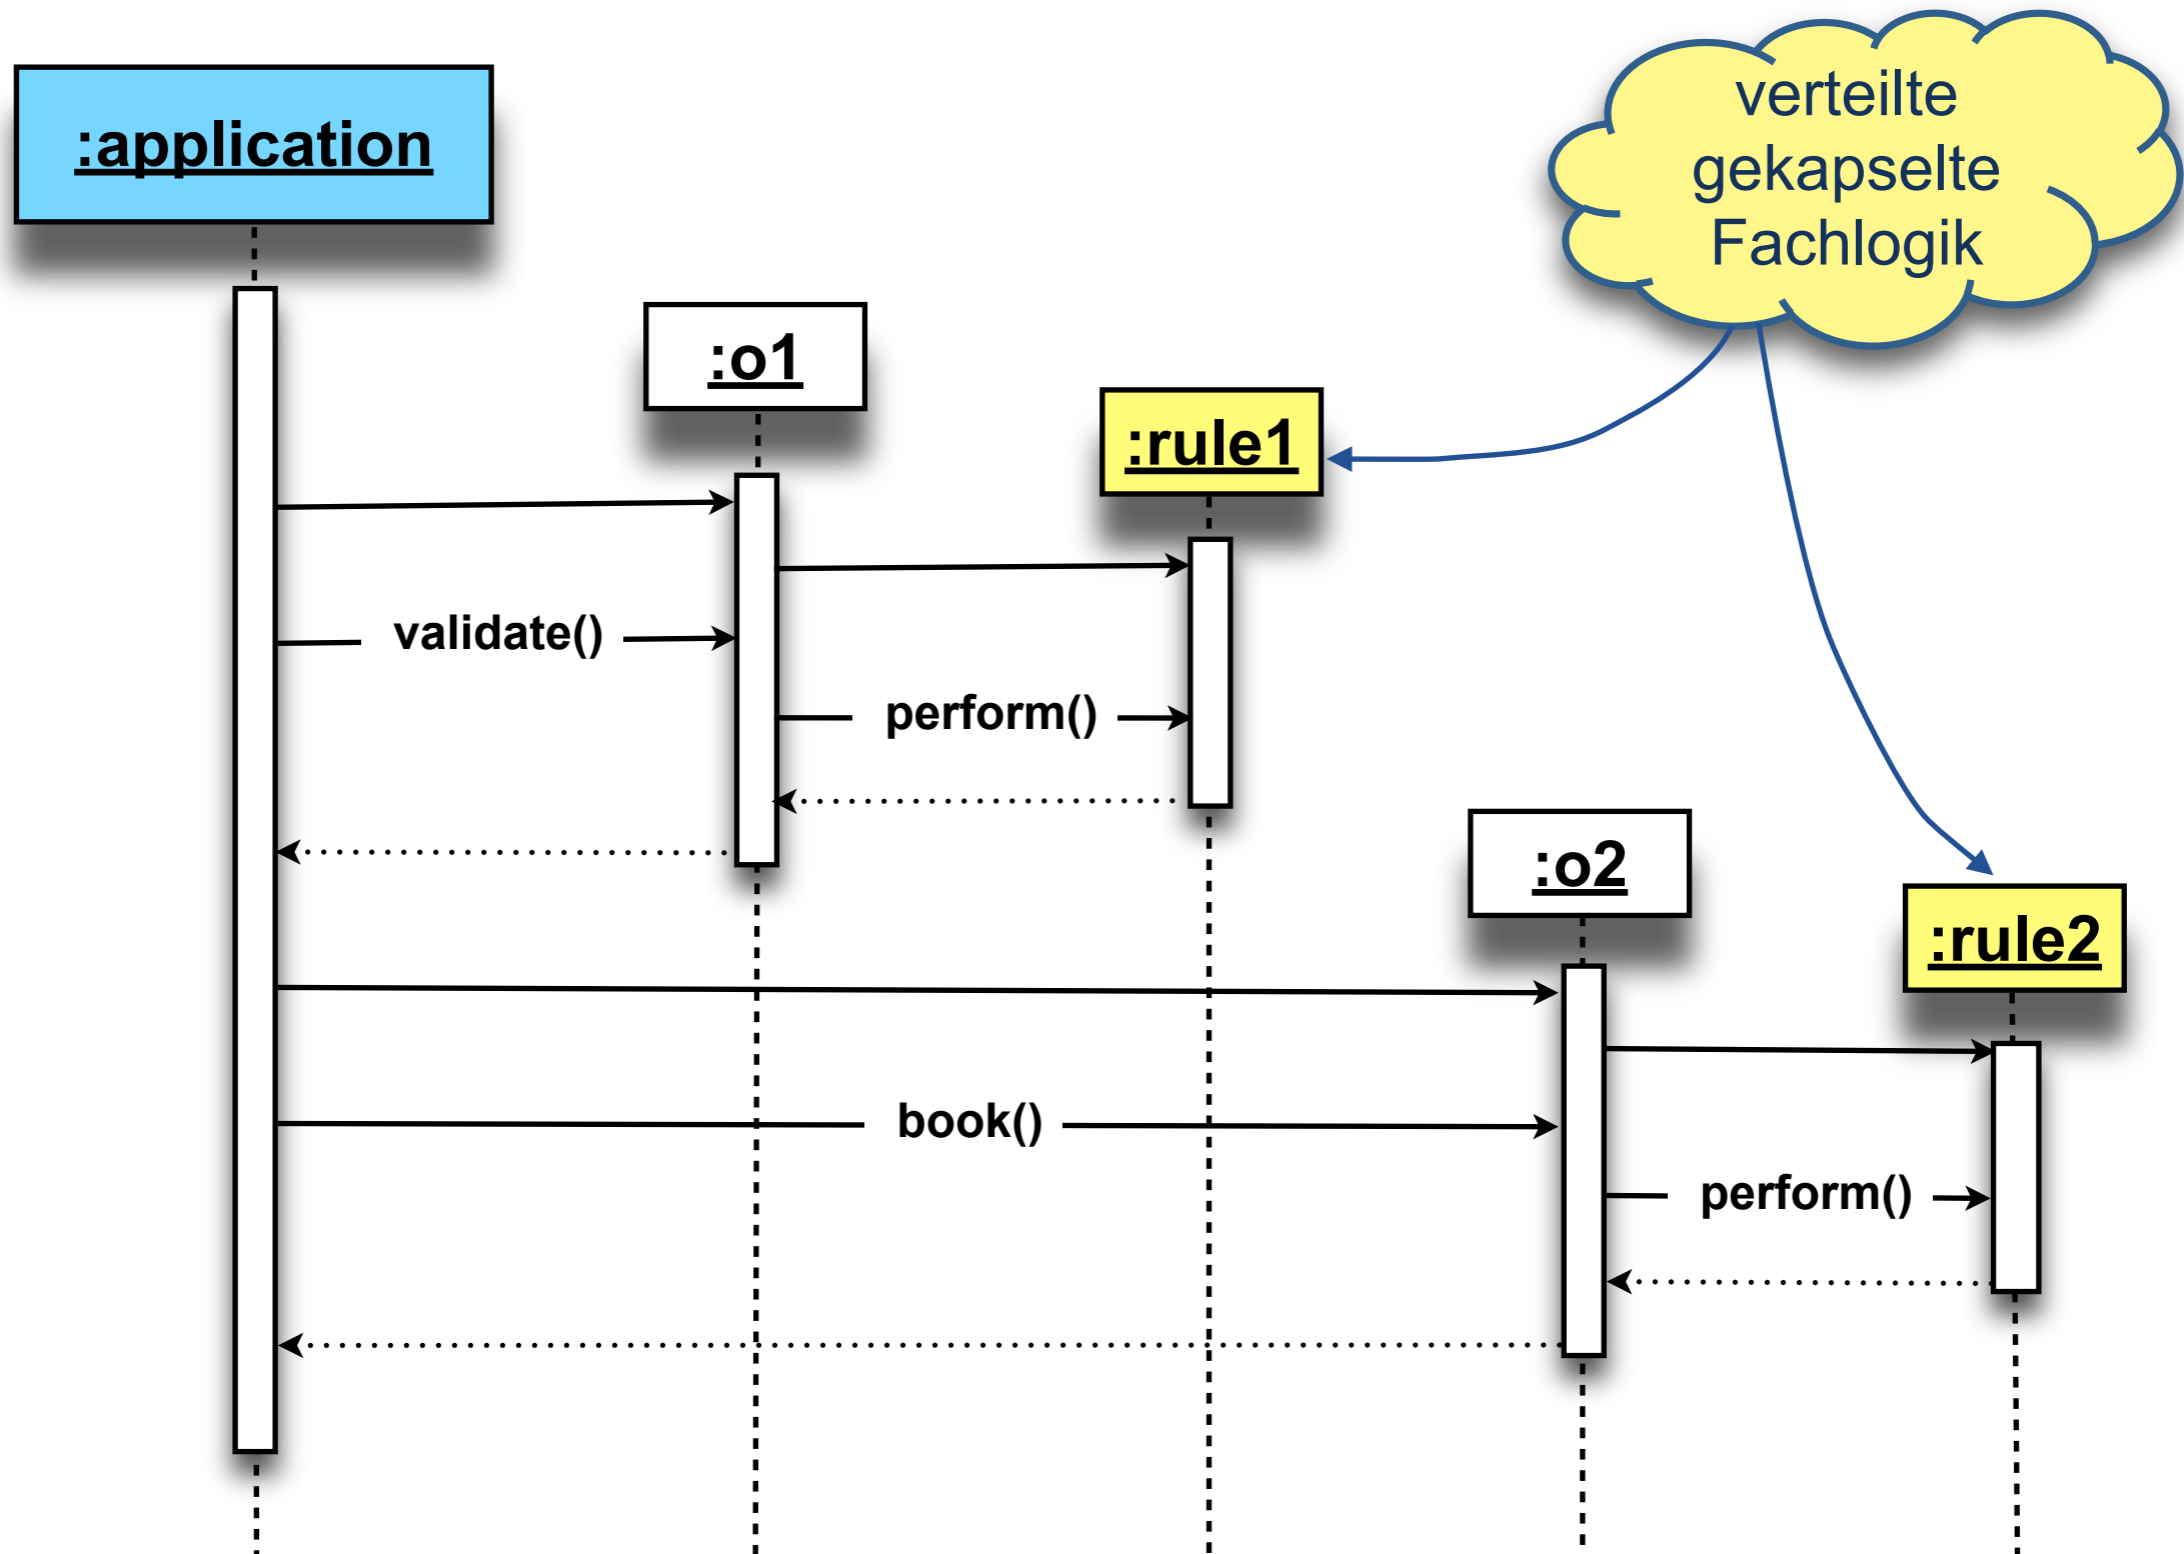 verteilte
gekapselte
Fachlogik
:application
:o1
:rule1
validate()
perform()
:o2
:rule2
book()
perform()